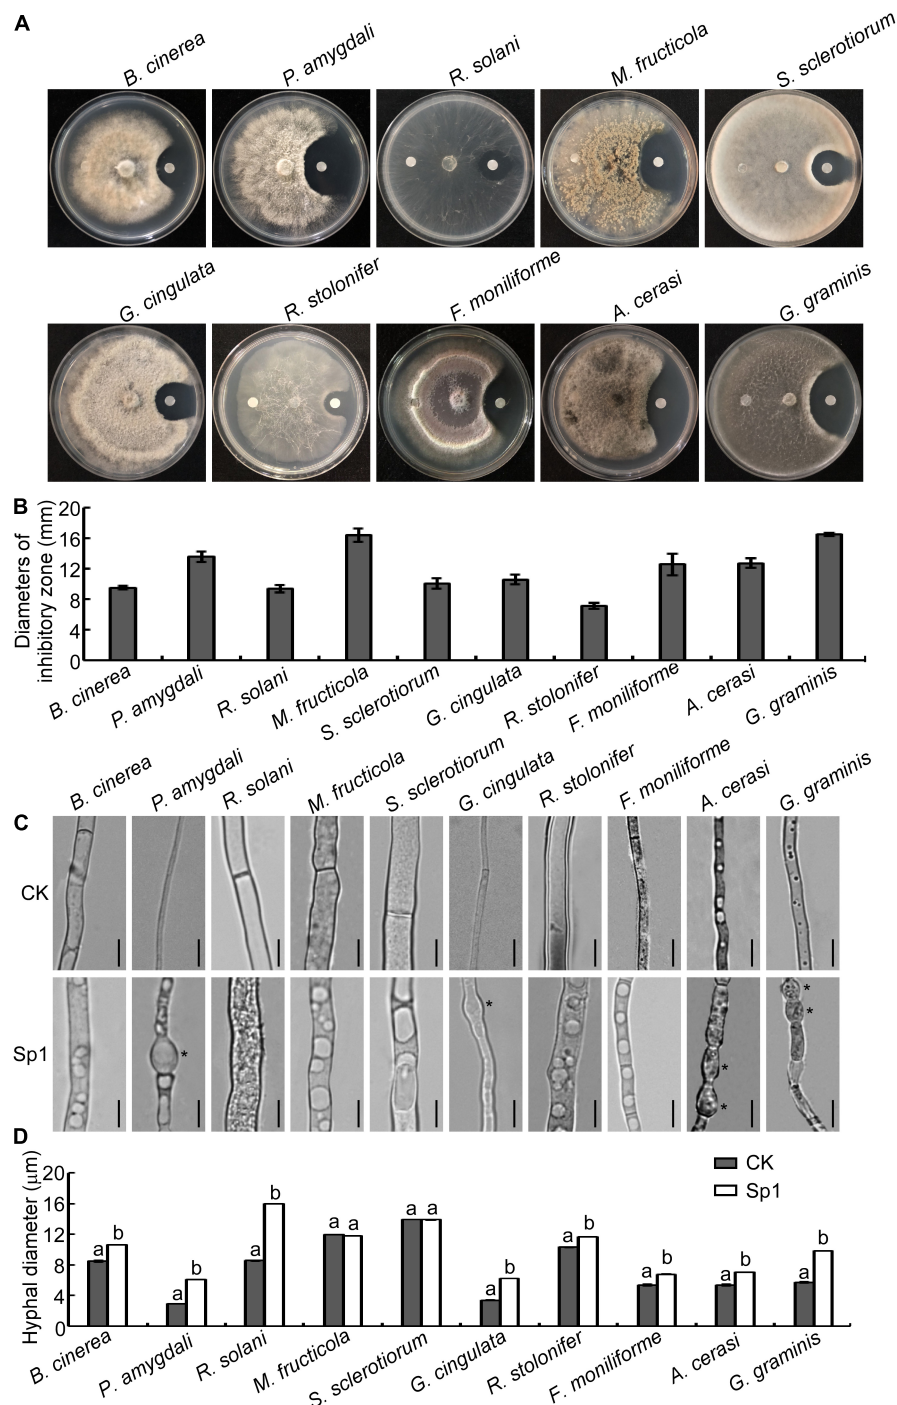 A
B. cinerea
P. amygdali
R. solani
M. fructicola
S. sclerotiorum
G. cingulata
R. stolonifer
F. moniliforme
A. cerasi
G. graminis
B
Diameters of
inhibitory zone (mm)
20
16
12
8
4
0
B. cinerea
P. amygdali
R. solani
M. fructicola
S. sclerotiorum
G. cingulata
R. stolonifer
F. moniliforme
A. cerasi
G. graminis
B. cinerea
P. amygdali
R. solani
M. fructicola
S. sclerotiorum
G. cingulata
R. stolonifer
F. moniliforme
A. cerasi
G. graminis
C
CK
Sp1
* * * * * *
D
Hyphal diameter (μm)
20
16
12
8
4
0
CK
Sp1
a b a b a b a a a a a b a b a b a b a b
B. cinerea
P. amygdali
R. solani
M. fructicola
S. sclerotiorum
G. cingulata
R. stolonifer
F. moniliforme
A. cerasi
G. graminis